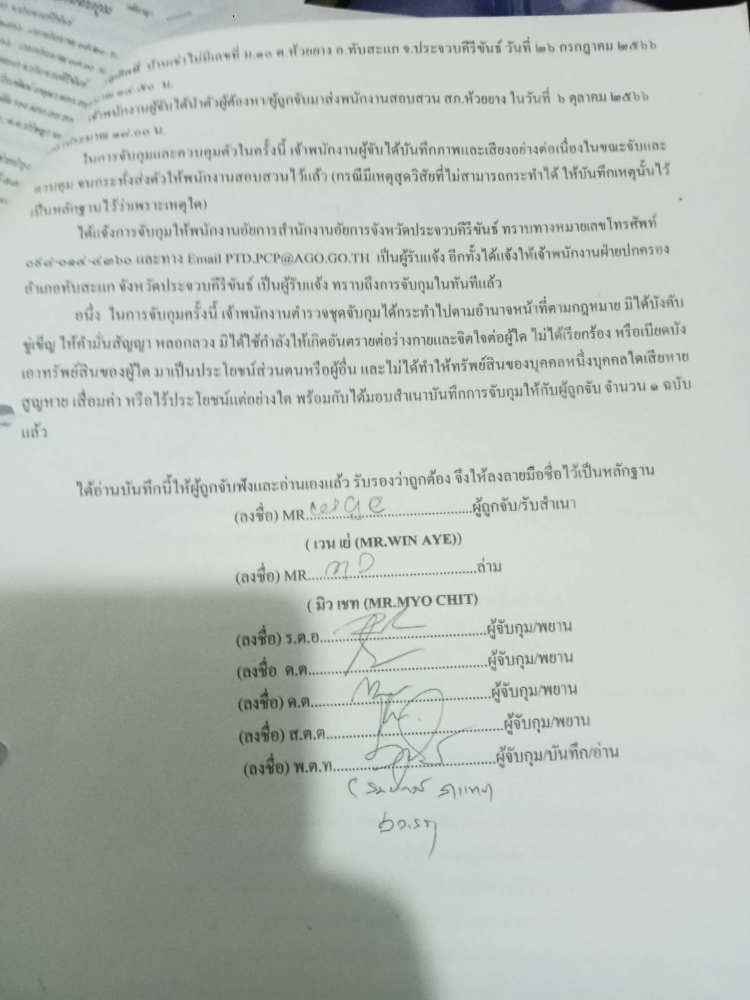 บ้านเช่าไม่มีเลขที่ ม.๑๐ ต.ห้วยยาง อ.ทับสะแก จ.ประจวบคีรีขันธ์ วันที่ ๒๖ กรกฎาคม ๒๕๖๖
น.
เจ้าพนักงานผู้จับได้นำตัวผู้ต้องหา/ผู้ถูกจับมาส่งพนักงานสอบสวน สภ.ห้วยยาง ในวันที่ ๖ ตุลาคม ๒๕๖๖
น.
ในการจับกุมและควบคุมตัวในครั้งนี้ เจ้าพนักงานผู้จับได้บันทึกภาพและเสียงอย่างต่อเนื่องในขณะจับและ
ควบคุม จนกระทั่งส่งตัวให้พนักงานสอบสวนไว้แล้ว (กรณีมีเหตุสุดวิสัยที่ไม่สามารถกระทำได้ ให้บันทึกเหตุนั้นไว้
เป็นหลักฐานไว้ว่าเพราะเหตุใด)
ได้แจ้งการจับกุมให้พนักงานอัยการสำนักงานอัยการจังหวัดประจวบคีรีขันธ์ ทราบทางหมายเลขโทรศัพท์
และทาง Email PTD.PCP@AGO.GO.TH เป็นผู้รับแจ้ง อีกทั้งได้แจ้งให้เจ้าพนักงานฝ่ายปกครอง
อำเภอทับสะแก จังหวัดประจวบคีรีขันธ์ เป็นผู้รับแจ้ง ทราบถึงการจับกุมในทันทีแล้ว
อนึ่ง ในการจับกุมครั้งนี้ เจ้าพนักงานตำรวจชุดจับกุมได้กระทำไปตามอำนาจหน้าที่ตามกฎหมาย มิได้บังคับ
ขู่เข็ญ ให้คำมั่นสัญญา หลอกลวง มิได้ใช้กำลังให้เกิดอันตรายต่อร่างกายและจิตใจต่อผู้ใด ไม่ได้เรียกร้อง หรือเบียดบัง
เอาทรัพย์สินของผู้ใด มาเป็นประโยชน์ส่วนตนหรือผู้อื่น และไม่ได้ทำให้ทรัพย์สินของบุคคลหนึ่งบุคคลใดเสียหาย
สูญหาย เสื่อมค่า หรือไร้ประโยชน์แต่อย่างใด พร้อมกับได้มอบสำเนาบันทึกการจับกุมให้กับผู้ถูกจับ จำนวน ๑ ฉบับ
แล้ว
ได้อ่านบันทึกนี้ให้ผู้ถูกจับฟังและอ่านเองแล้ว รับรองว่าถูกต้อง จึงให้ลงลายมือชื่อไว้เป็นหลักฐาน
(ลงชื่อ) MR..............................................ผู้ถูกจับ/รับสำเนา
( เวน เย่ (MR.WIN AYE))
(ลงชื่อ) MR..............................................ล่าม
( มิว เชท (MR.MYO CHIT)
(ลงชื่อ) ร.ต.อ.............................................ผู้จับกุม/พยาน
(ลงชื่อ ด.ต................................................ผู้จับกุม/พยาน
(ลงชื่อ) ด.ต................................................ผู้จับกุม/พยาน
(ลงชื่อ) ส.ต.ต................................................ผู้จับกุม/พยาน
(ลงชื่อ) พ.ต.ท.............................................ผู้จับกุม/บันทึก/อ่าน